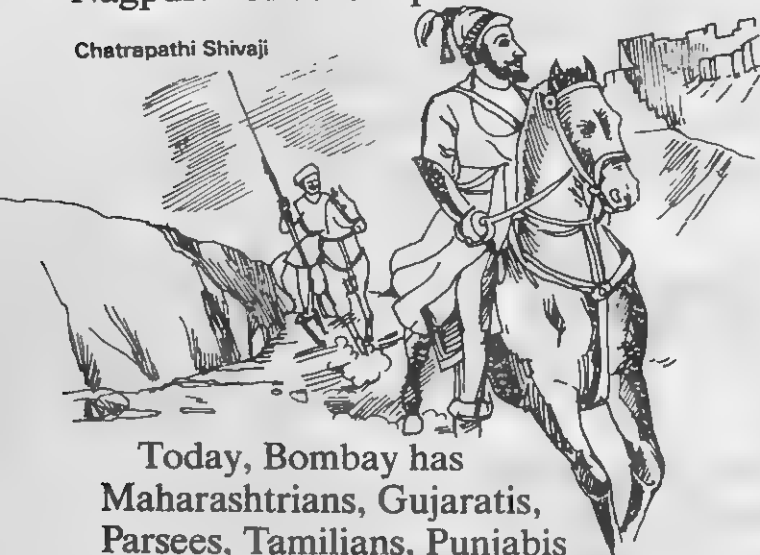 Chatrapathi Shivaji
Today, Bombay has
Maharashtrians, Gujaratis,
Parsees, Tamilians, Punjabis